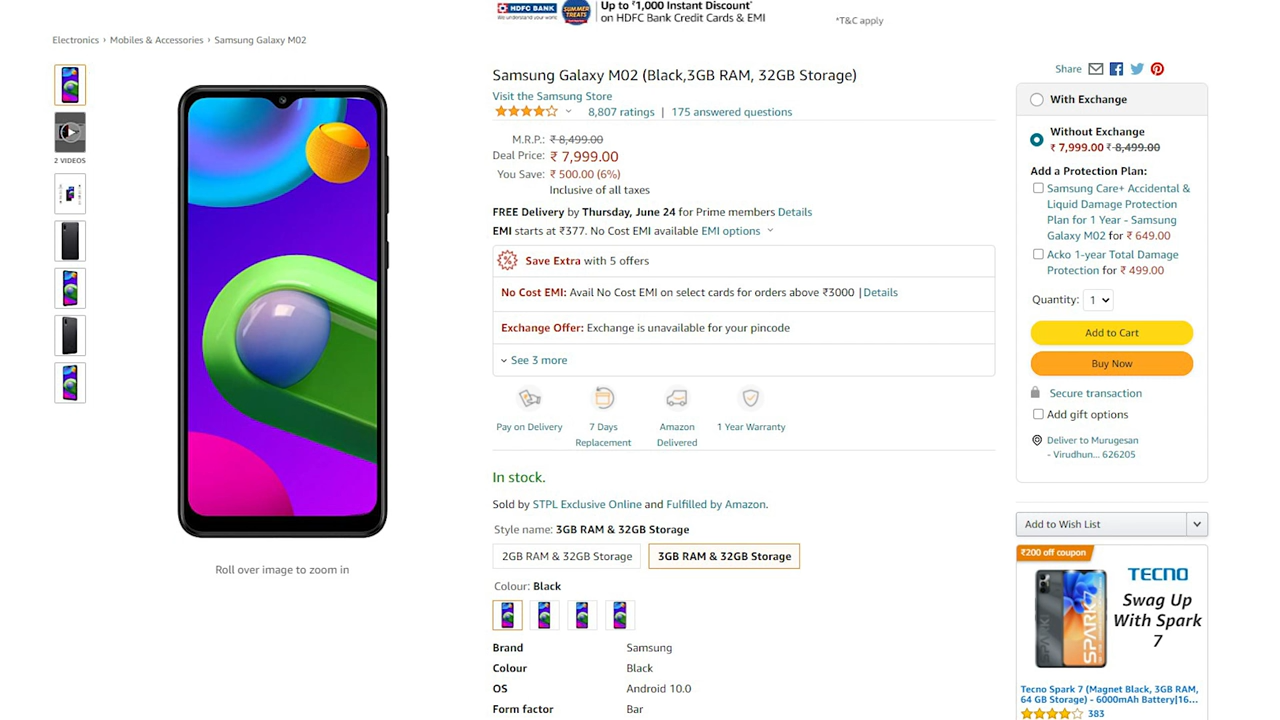 HDFC BANK
We understand your world
SUMMER
TREATS
Up to ₹1,000 Instant Discount*
on HDFC Bank Credit Cards & EMI
*T&C apply
Electronics › Mobiles & Accessories › Samsung Galaxy M02
2 VIDEOS
Roll over image to zoom in
Samsung Galaxy M02 (Black,3GB RAM, 32GB Storage)
Visit the Samsung Store
8,807 ratings | 175 answered questions
M.R.P.: ₹ 8,499.00
Deal Price: ₹ 7,999.00
You Save: ₹ 500.00 (6%)
Inclusive of all taxes
FREE Delivery by Thursday, June 24 for Prime members Details
EMI starts at ₹377. No Cost EMI available EMI options
Save Extra with 5 offers
No Cost EMI: Avail No Cost EMI on select cards for orders above ₹3000 |Details
Exchange Offer: Exchange is unavailable for your pincode
See 3 more
Pay on Delivery
7 Days
Replacement
Amazon
Delivered
1 Year Warranty
In stock.
Sold by STPL Exclusive Online and Fulfilled by Amazon.
Style name: 3GB RAM & 32GB Storage
2GB RAM & 32GB Storage
3GB RAM & 32GB Storage
Colour: Black
Brand Samsung
Colour Black
OS Android 10.0
Form factor Bar
Share
With Exchange
Without Exchange
₹ 7,999.00 ₹ 8,499.00
Add a Protection Plan:
Samsung Care+ Accidental &
Liquid Damage Protection
Plan for 1 Year - Samsung
Galaxy M02 for ₹ 649.00
Acko 1-year Total Damage
Protection for ₹ 499.00
Quantity: 1
Add to Cart
Buy Now
Secure transaction
Add gift options
Deliver to Murugesan
- Virudhun... 626205
Add to Wish List
₹200 off coupon
TECNO
Swag Up
With Spark
7
SPARK 7
Tecno Spark 7 (Magnet Black, 3GB RAM,
64 GB Storage) - 6000mAh Battery|16...
383